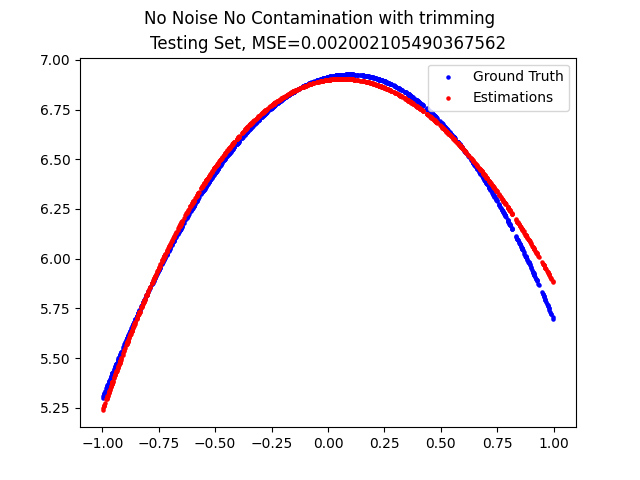 No Noise No Contamination with trimming
Testing Set, MSE=0.002002105490367562
Ground Truth
Estimations
7.00
6.75
6.50
6.25
6.00
5.75
5.50
5.25
−1.00 −0.75 −0.50 −0.25 0.00 0.25 0.50 0.75 1.00